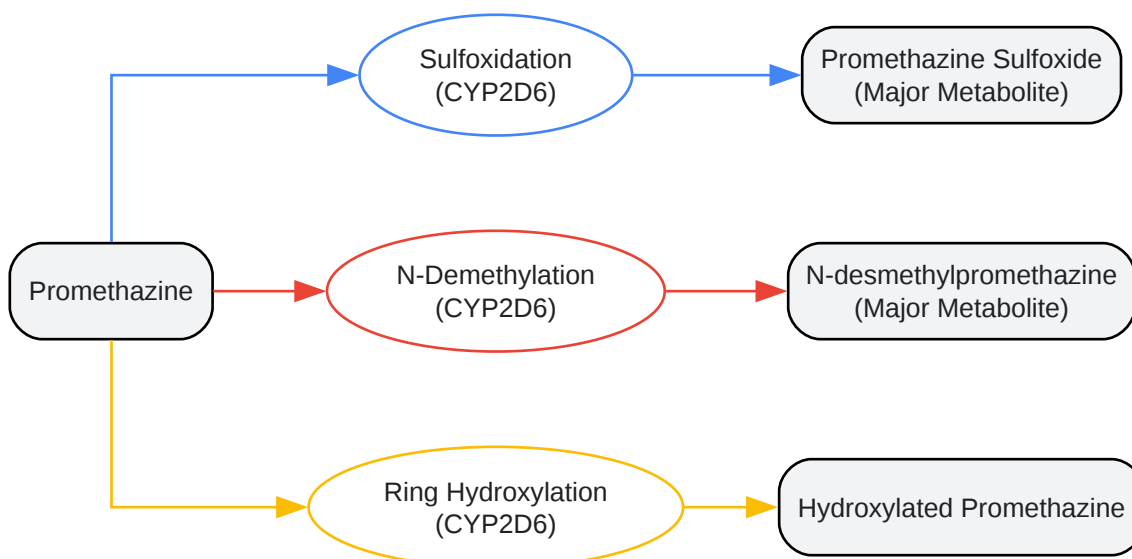 Sulfoxidation
(CYP2D6)
Promethazine Sulfoxide
(Major Metabolite)
Promethazine
N-Demethylation
(CYP2D6)
N-desmethylpromethazine
(Major Metabolite)
Ring Hydroxylation
(CYP2D6)
Hydroxylated Promethazine